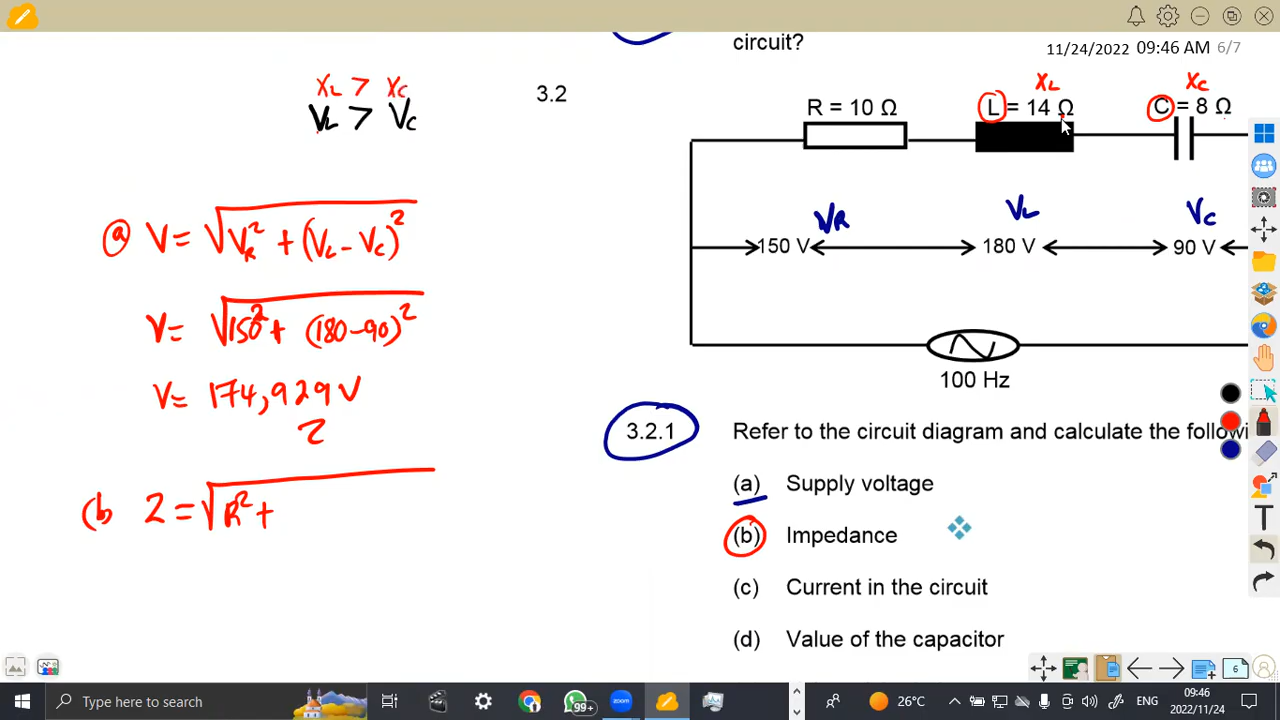 11/24/2022 09:46 AM 6/7
circuit?
3.2
XL > XC
VL > VC
XL
XC
R = 10 Ω
L = 14 Ω
C = 8 Ω
VR
VL
VC
150 V
180 V
90 V
100 Hz
(a) V = √VR² + (VL - VC)²
V = √150² + (180-90)²
V = 174,929V
Z
(b Z = √R² +
3.2.1 Refer to the circuit diagram and calculate the followi
(a) Supply voltage
(b) Impedance
(c) Current in the circuit
(d) Value of the capacitor
T
6
Type here to search
99+
zoom
26°C
ENG
09:46
2022/11/24